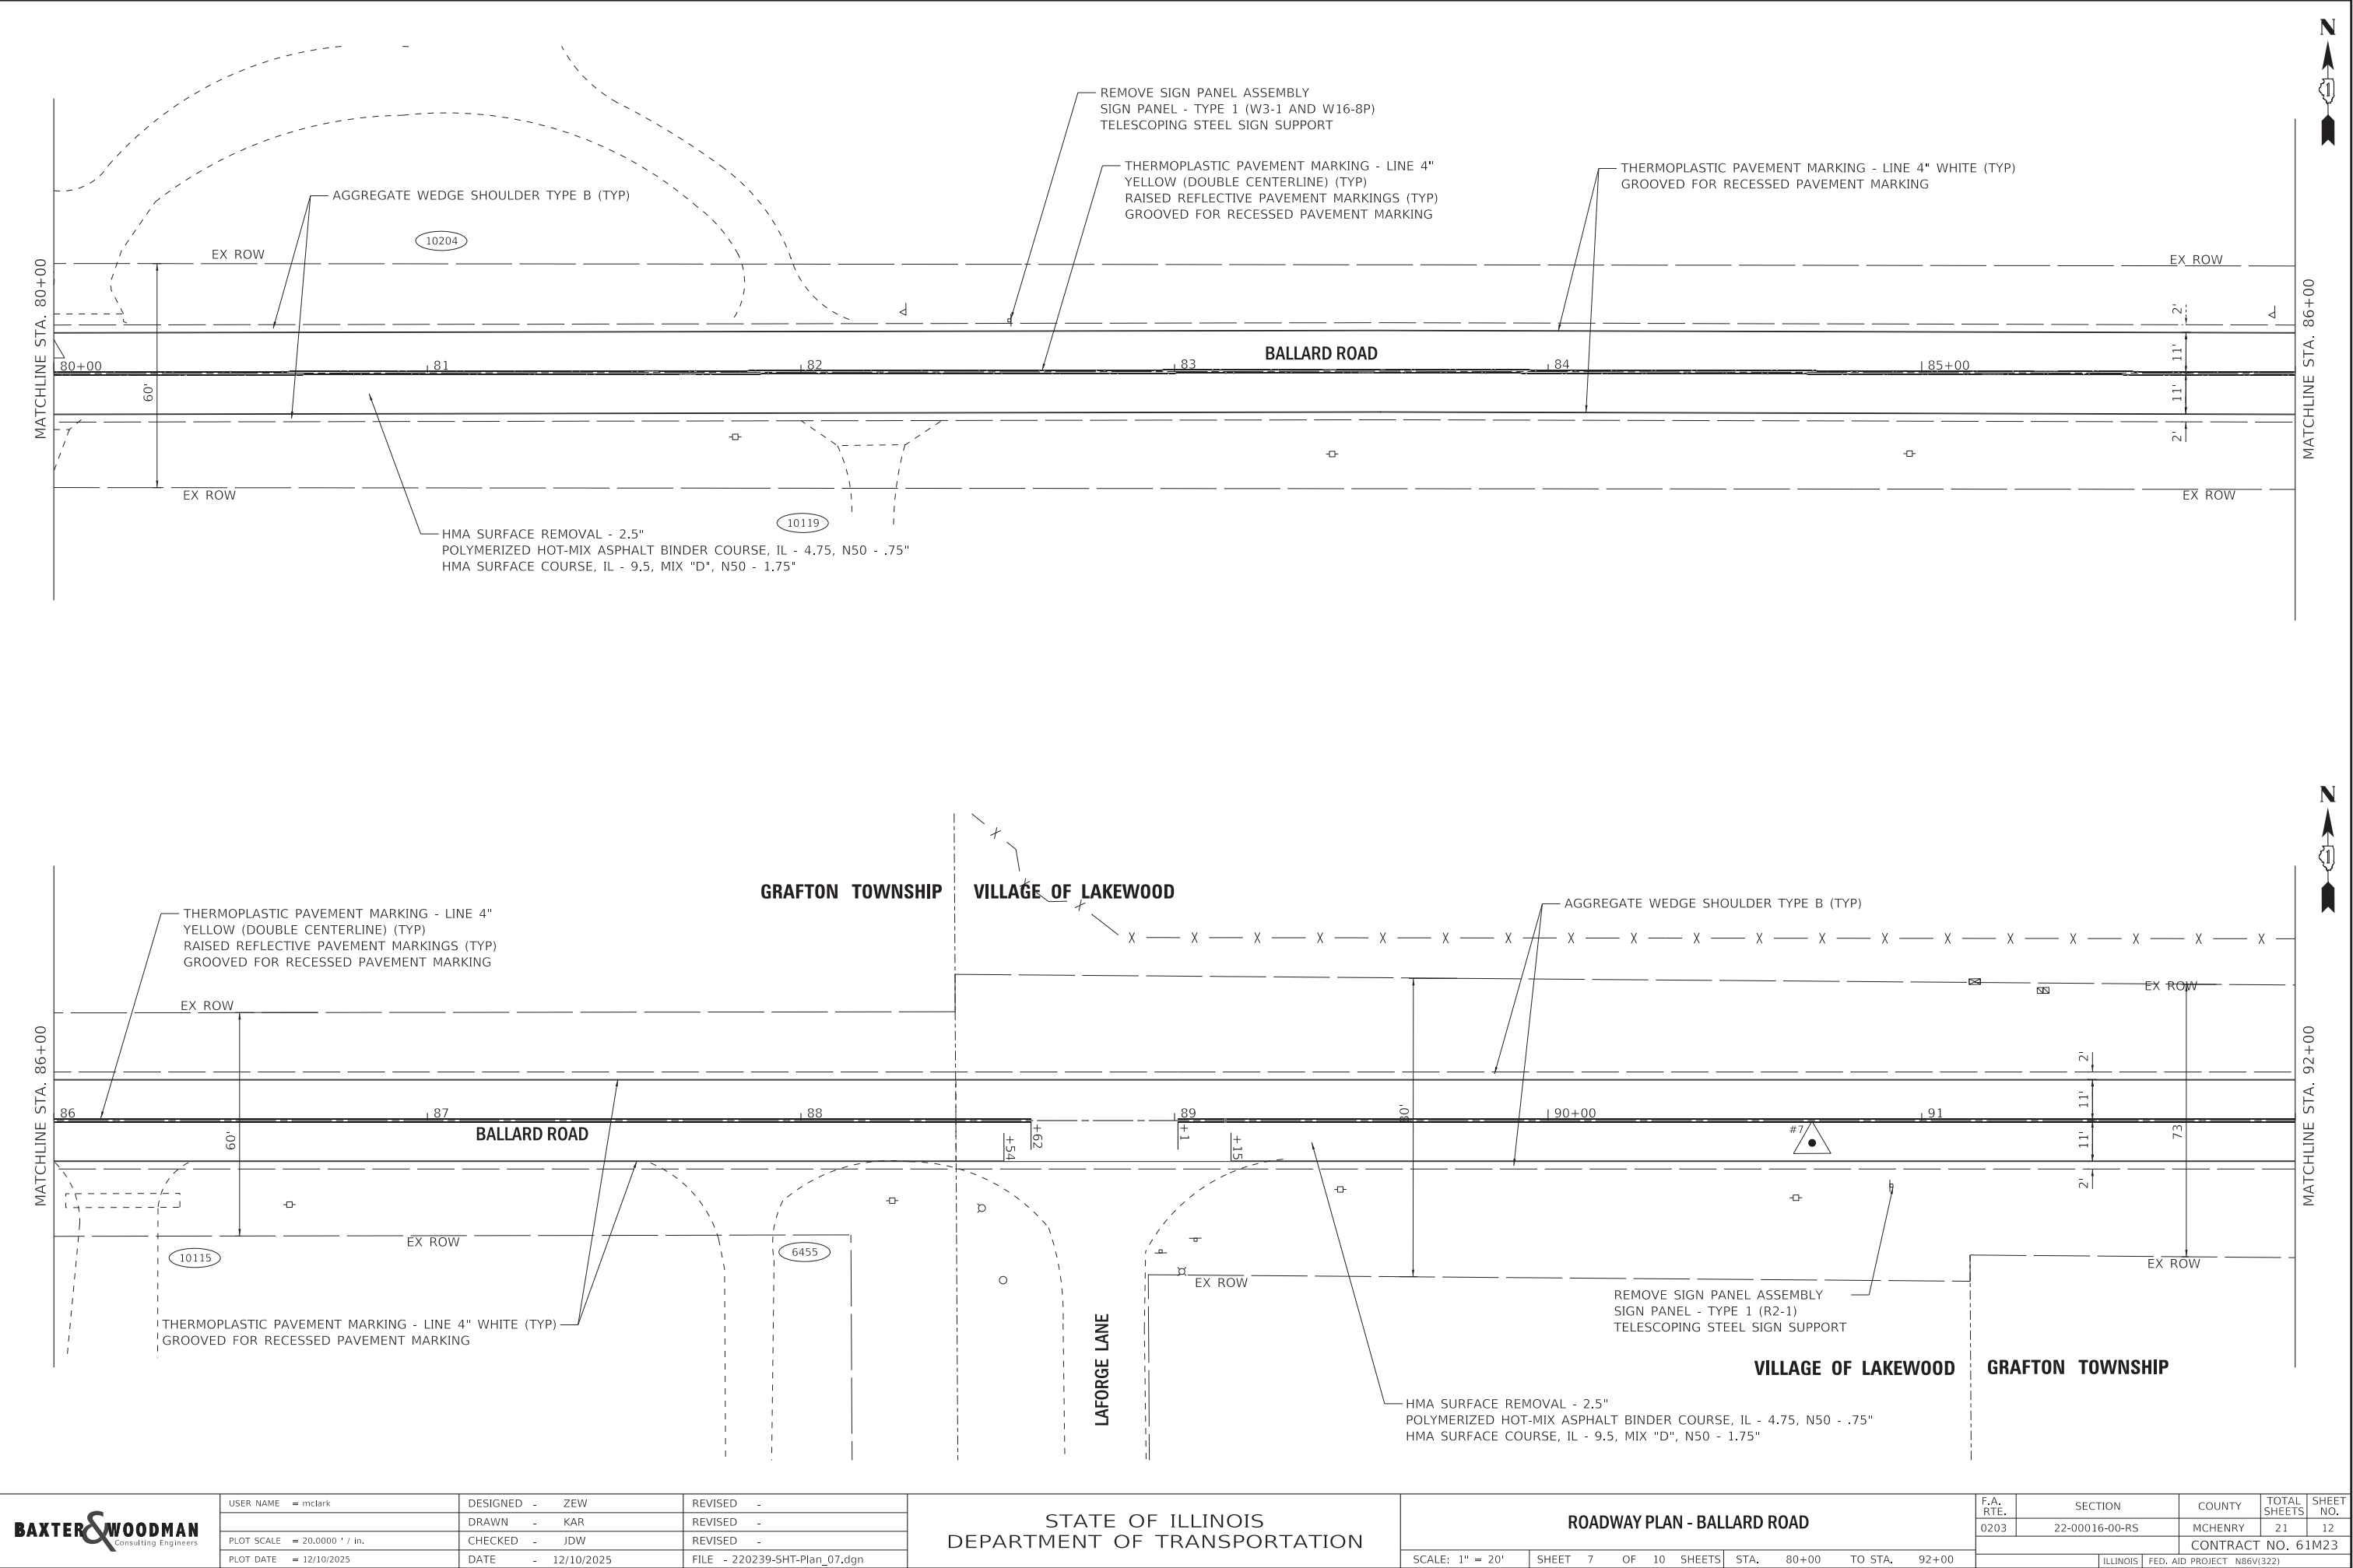 N
REMOVE SIGN PANEL ASSEMBLY
SIGN PANEL - TYPE 1 (W3-1 AND W16-8P)
TELESCOPING STEEL SIGN SUPPORT
THERMOPLASTIC PAVEMENT MARKING - LINE 4"
YELLOW (DOUBLE CENTERLINE) (TYP)
RAISED REFLECTIVE PAVEMENT MARKINGS (TYP)
GROOVED FOR RECESSED PAVEMENT MARKING
THERMOPLASTIC PAVEMENT MARKING - LINE 4" WHITE (TYP)
GROOVED FOR RECESSED PAVEMENT MARKING
AGGREGATE WEDGE SHOULDER TYPE B (TYP)
10204
EX ROW
EX ROW
MATCHLINE STA. 80+00
MATCHLINE STA. 86+00
2'
11'
11'
2'
60'
BALLARD ROAD
80+00
81
82
83
84
85+00
EX ROW
EX ROW
10119
HMA SURFACE REMOVAL - 2.5"
POLYMERIZED HOT-MIX ASPHALT BINDER COURSE, IL - 4.75, N50 - .75"
HMA SURFACE COURSE, IL - 9.5, MIX "D", N50 - 1.75"
N
GRAFTON TOWNSHIP
VILLAGE OF LAKEWOOD
THERMOPLASTIC PAVEMENT MARKING - LINE 4"
YELLOW (DOUBLE CENTERLINE) (TYP)
RAISED REFLECTIVE PAVEMENT MARKINGS (TYP)
GROOVED FOR RECESSED PAVEMENT MARKING
AGGREGATE WEDGE SHOULDER TYPE B (TYP)
X X X X X X X X X X X X X X X X X X X
EX ROW
EX ROW
MATCHLINE STA. 86+00
MATCHLINE STA. 92+00
2'
11'
11'
2'
60'
80'
73
86
87
88
89
90+00
91
BALLARD ROAD
+54
+62
+1
+15
#7
EX ROW
EX ROW
EX ROW
10115
6455
LAFORGE LANE
THERMOPLASTIC PAVEMENT MARKING - LINE 4" WHITE (TYP)
GROOVED FOR RECESSED PAVEMENT MARKING
REMOVE SIGN PANEL ASSEMBLY
SIGN PANEL - TYPE 1 (R2-1)
TELESCOPING STEEL SIGN SUPPORT
VILLAGE OF LAKEWOOD
GRAFTON TOWNSHIP
HMA SURFACE REMOVAL - 2.5"
POLYMERIZED HOT-MIX ASPHALT BINDER COURSE, IL - 4.75, N50 - .75"
HMA SURFACE COURSE, IL - 9.5, MIX "D", N50 - 1.75"
BAXTER & WOODMAN
Consulting Engineers
USER NAME = mclark
PLOT SCALE = 20.0000 ' / in.
PLOT DATE = 12/10/2025
DESIGNED - ZEW
DRAWN - KAR
CHECKED - JDW
DATE - 12/10/2025
REVISED -
REVISED -
REVISED -
FILE - 220239-SHT-Plan_07.dgn
STATE OF ILLINOIS
DEPARTMENT OF TRANSPORTATION
ROADWAY PLAN - BALLARD ROAD
SCALE: 1" = 20' SHEET 7 OF 10 SHEETS STA. 80+00 TO STA. 92+00
F.A. RTE.
0203
SECTION
22-00016-00-RS
COUNTY
MCHENRY
TOTAL SHEETS
21
SHEET NO.
12
CONTRACT NO. 61M23
ILLINOIS FED. AID PROJECT N86V(322)